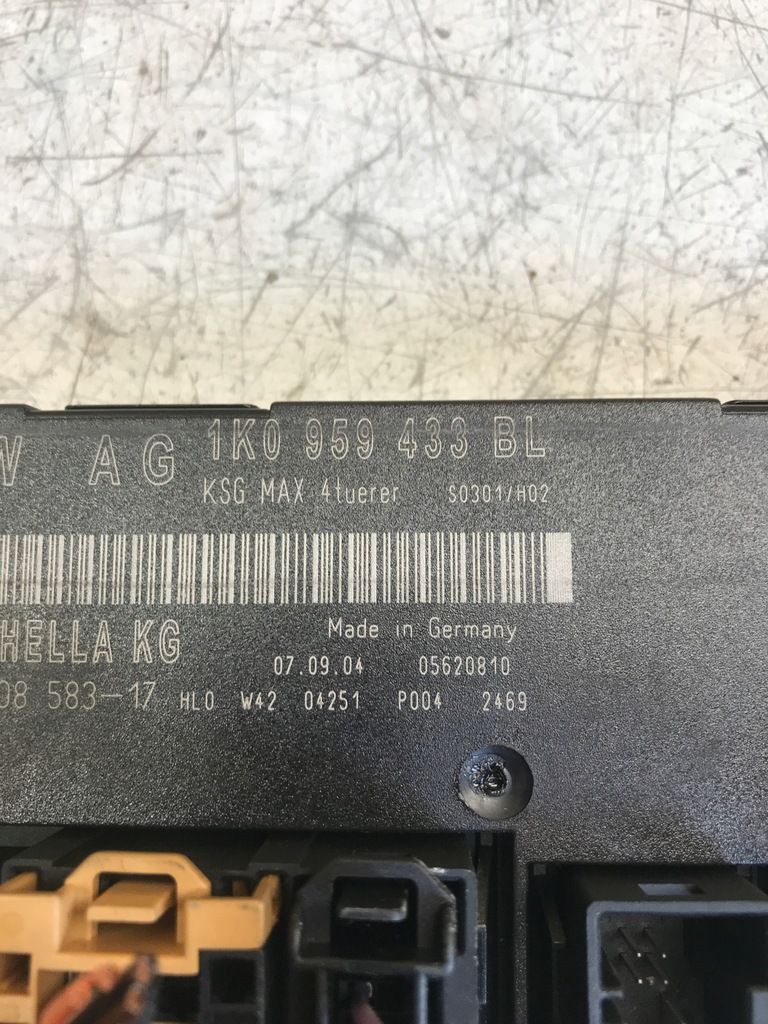 AG 1K0 959 433 BL
KSG MAX 4tuerer S0301/H02
HELLA KG Made in Germany
07.09.04 05620810
08 583-17 HL0 W42 04251 P004 2469